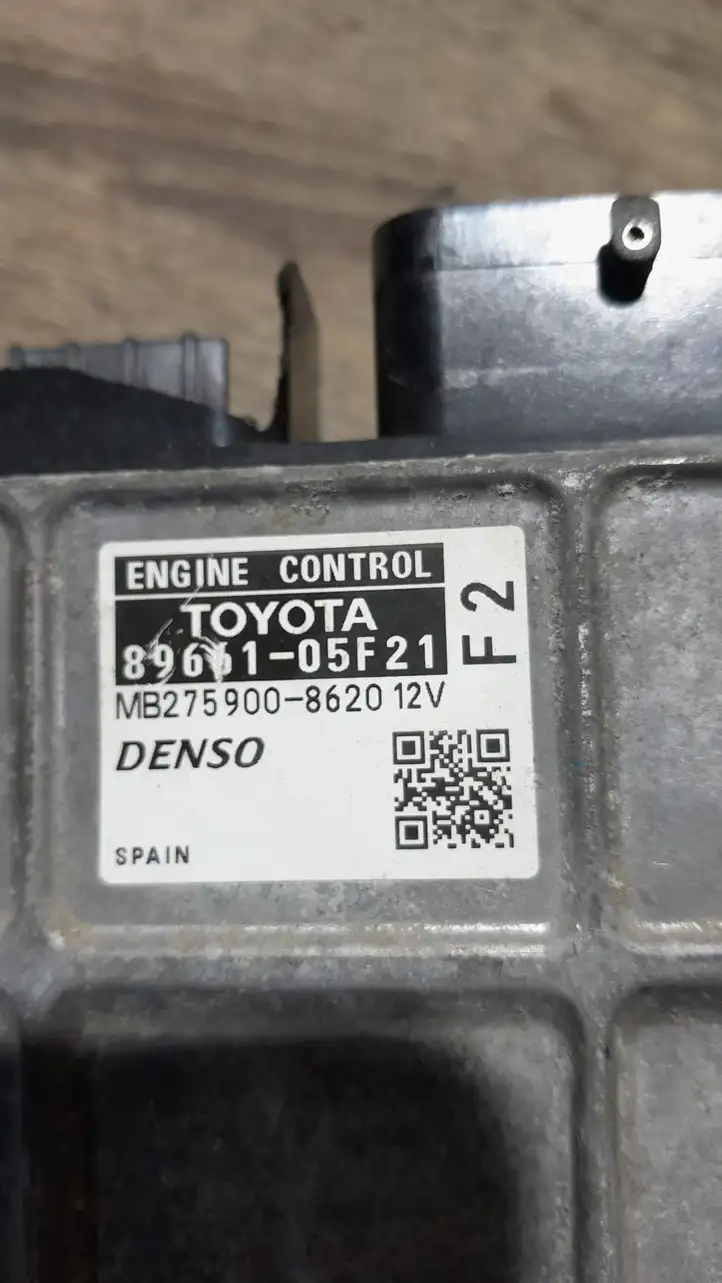 ENGINE CONTROL
TOYOTA
89661-05F21
F2
MB275900-8620 12V
DENSO
SPAIN